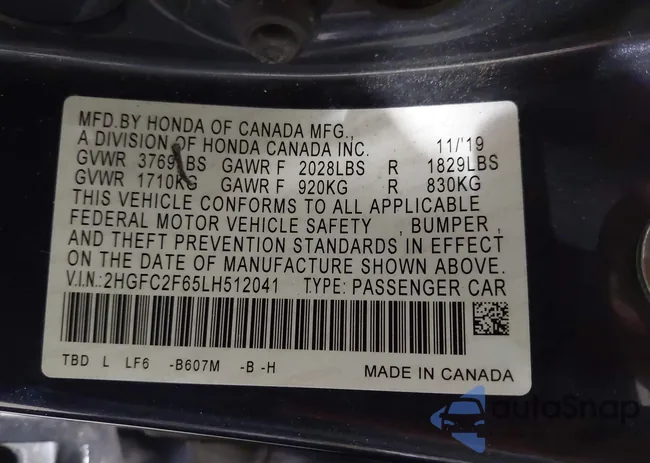 MFD.BY HONDA OF CANADA MFG.,
A DIVISION OF HONDA CANADA INC. 11/'19
GVWR 3769LBS GAWR F 2028LBS R 1829LBS
GVWR 1710KG GAWR F 920KG R 830KG
THIS VEHICLE CONFORMS TO ALL APPLICABLE
FEDERAL MOTOR VEHICLE SAFETY , BUMPER ,
AND THEFT PREVENTION STANDARDS IN EFFECT
ON THE DATE OF MANUFACTURE SHOWN ABOVE.
V.I.N.: 2HGFC2F65LH512041 TYPE: PASSENGER CAR
TBD L LF6 -B607M -B -H
MADE IN CANADA
autoSnap